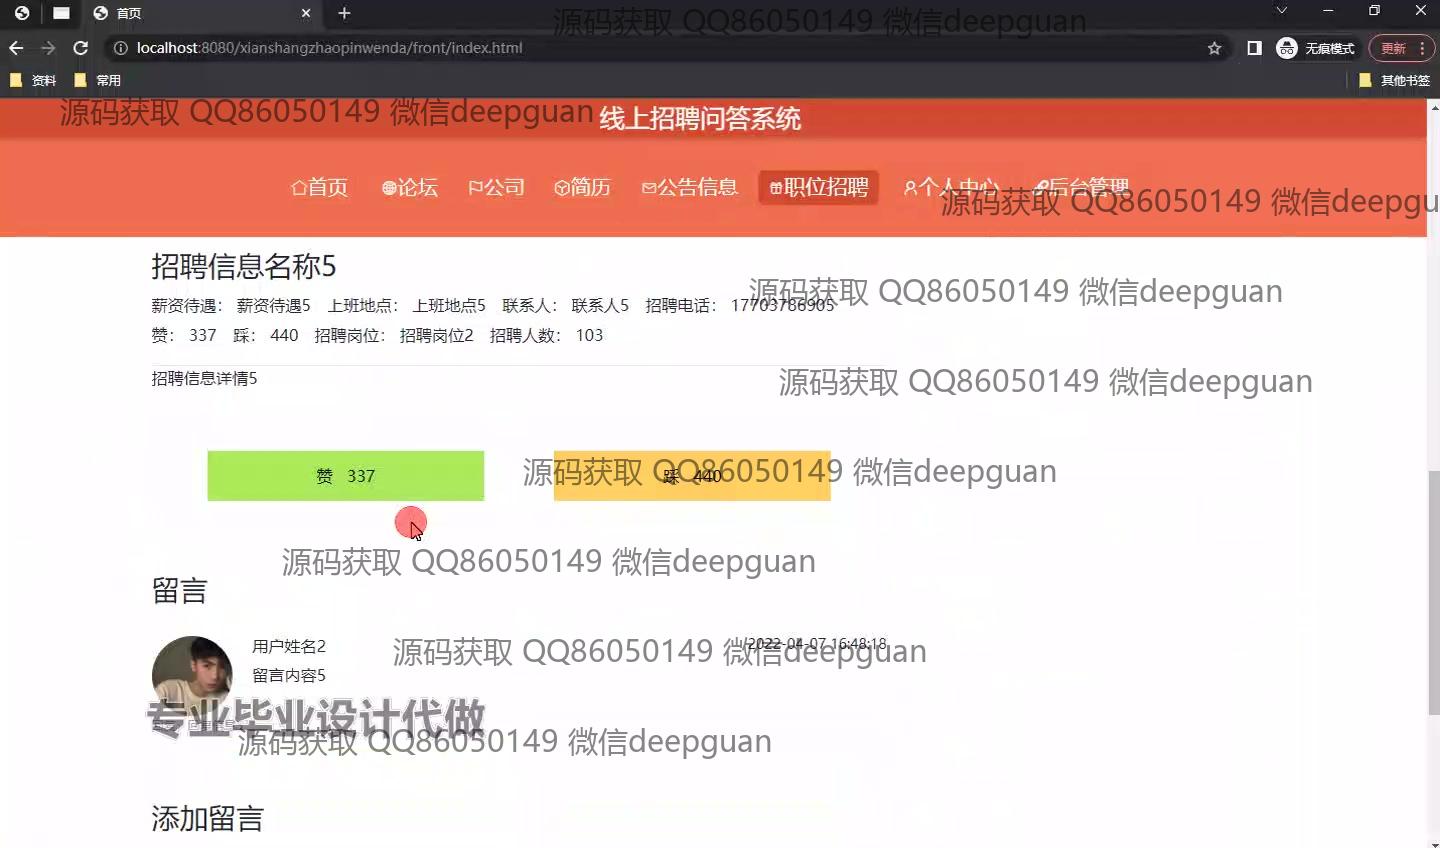 首页
源码获取 QQ86050149 微信deepguan
localhost:8080/xianshangzhaopinwenda/front/index.html
无痕模式
更新
资料
常用
其他书签
源码获取 QQ86050149 微信deepguan
线上招聘问答系统
首页
论坛
公司
简历
公告信息
职位招聘
个人中心
后台管理
源码获取 QQ86050149 微信deepgu
招聘信息名称5
源码获取 QQ86050149 微信deepguan
薪资待遇： 薪资待遇5 上班地点： 上班地点5 联系人： 联系人5 招聘电话： 17703786905
赞： 337 踩： 440 招聘岗位： 招聘岗位2 招聘人数： 103
招聘信息详情5
源码获取 QQ86050149 微信deepguan
赞 337
踩 440
源码获取 QQ86050149 微信deepguan
源码获取 QQ86050149 微信deepguan
留言
用户姓名2
2022-04-07 16:48:18
源码获取 QQ86050149 微信deepguan
留言内容5
专业毕业设计代做
源码获取 QQ86050149 微信deepguan
添加留言